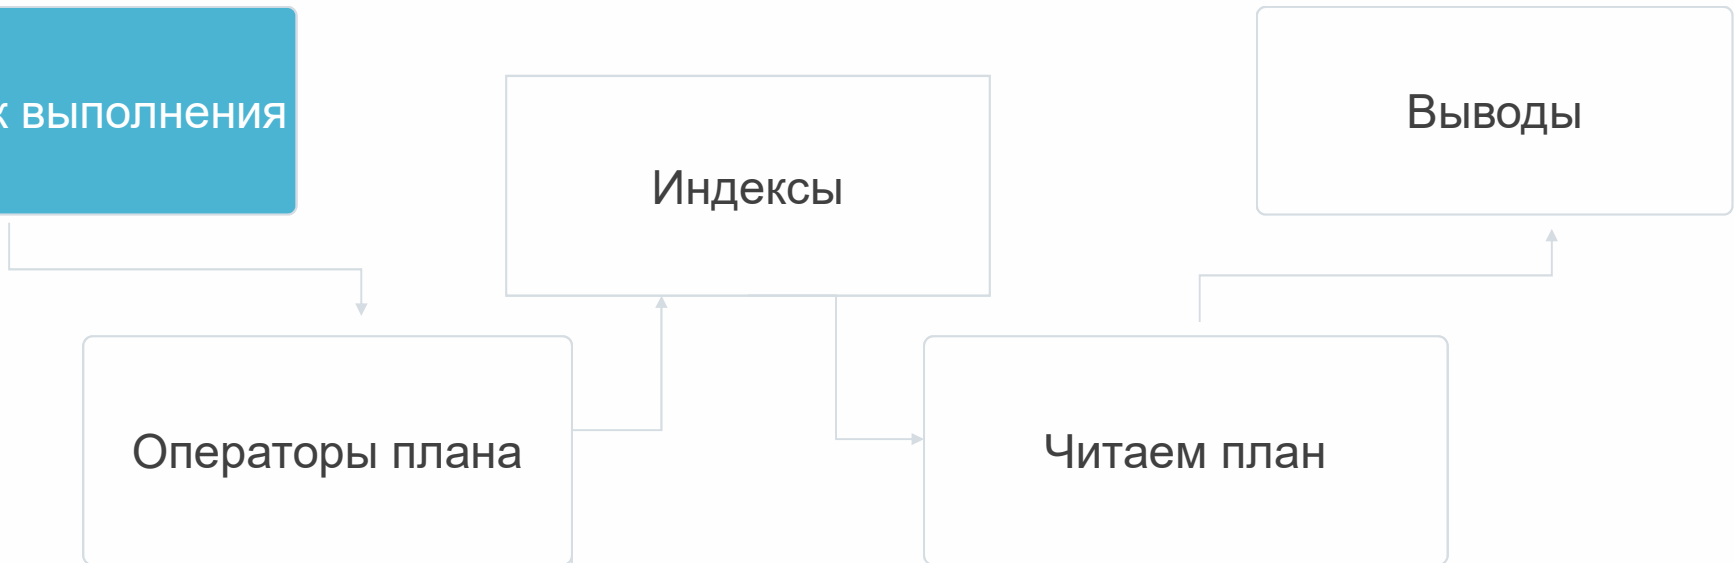 выполнения
Индексы
Выводы
Операторы плана
Читаем план